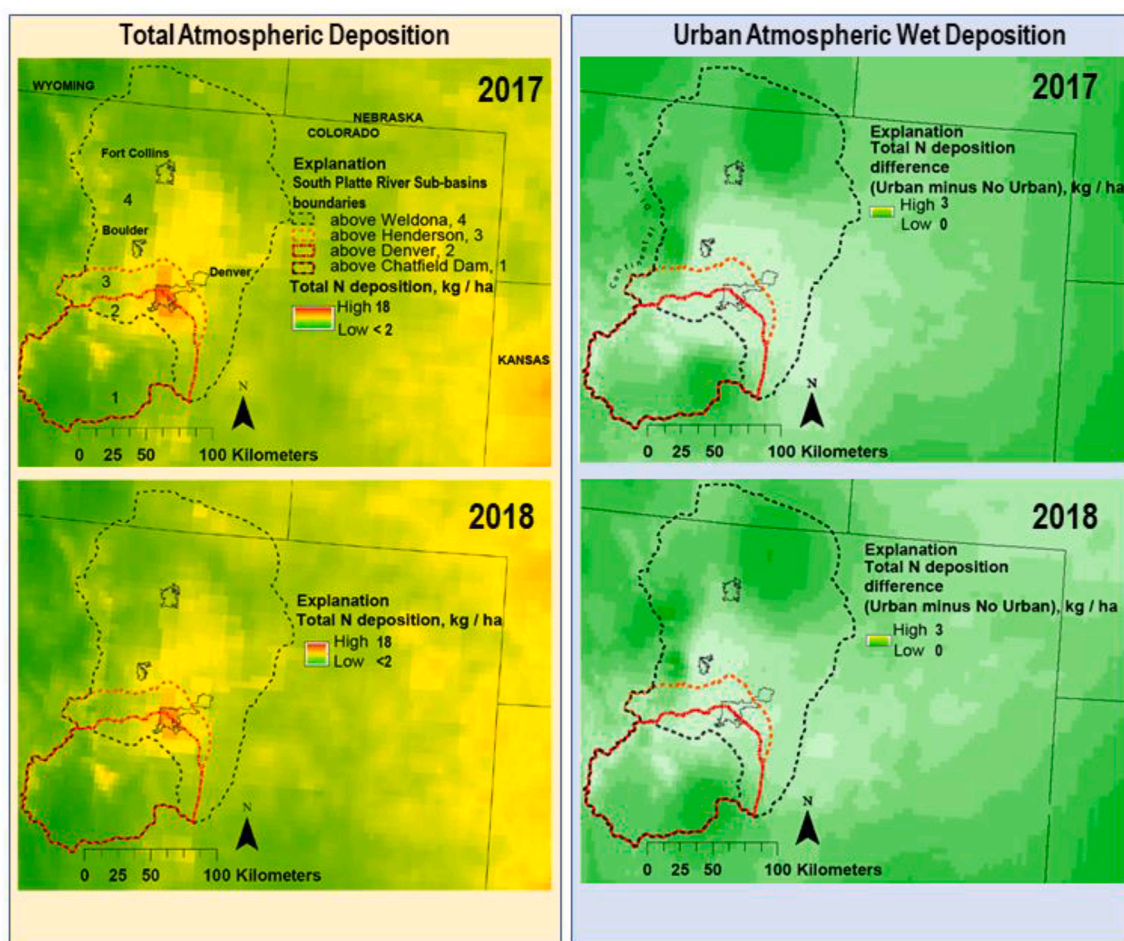 Total Atmospheric Deposition
WYOMING
2017
NEBRASKA
COLORADO
Fort Collins
Explanation
South Platte River Sub-basins
boundaries
4
above Weldona, 4
Boulder
above Henderson, 3
above Denver, 2
3
Denver
above Chatfield Dam, 1
Total N deposition, kg / ha
2
High 18
Low < 2
KANSAS
1
N
0 25 50 100 Kilometers
2018
Explanation
Total N deposition, kg / ha
High 18
Low <2
N
0 25 50 100 Kilometers
Urban Atmospheric Wet Deposition
2017
Explanation
Total N deposition
difference
(Urban minus No Urban), kg / ha
High 3
Low 0
N
0 25 50 100 Kilometers
2018
Explanation
Total N deposition
difference
(Urban minus No Urban), kg / ha
High 3
Low 0
N
0 25 50 100 Kilometers